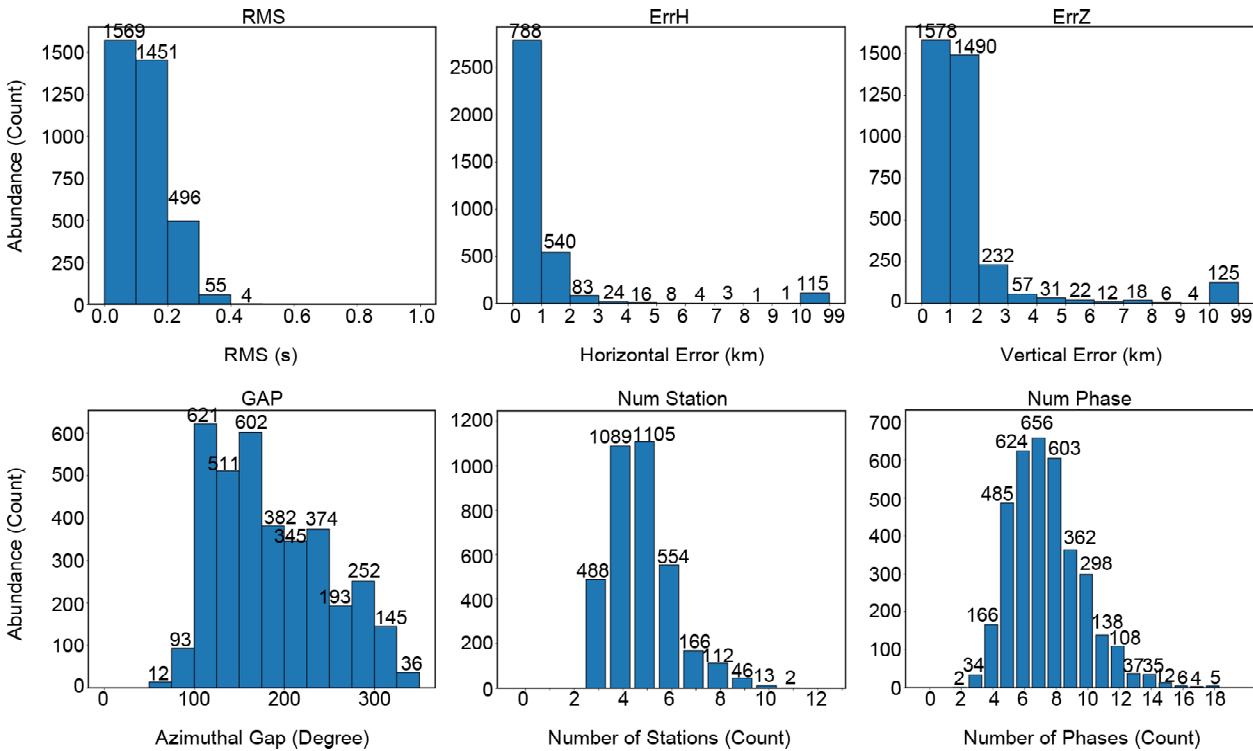 RMS
1569
1451
496
55
4
1500
1250
1000
750
500
250
0
0.0 0.2 0.4 0.6 0.8 1.0
Abundance (Count)
RMS (s)
ErrH
788
540
83 24 16 8 4 3 1 1 115
2500
2000
1500
1000
500
0
0 1 2 3 4 5 6 7 8 9 10 99
Horizontal Error (km)
ErrZ
1578
1490
232
57 31 22 12 18 6 4 125
1500
1250
1000
750
500
250
0
0 1 2 3 4 5 6 7 8 9 10 99
Vertical Error (km)
GAP
12 93 621 511 602 382 345 374 193 252 145 36
600
500
400
300
200
100
0
100 200 300
Abundance (Count)
Azimuthal Gap (Degree)
Num Station
488 1089 1105 554 166 112 46 13 2
1200
1000
800
600
400
200
0
0 2 4 6 8 10 12
Number of Stations (Count)
Num Phase
2 34 166 485 624 656 603 362 298 138 108 37 35 12 6 4 5
700
600
500
400
300
200
100
0
0 2 4 6 8 10 12 14 16 18
Number of Phases (Count)